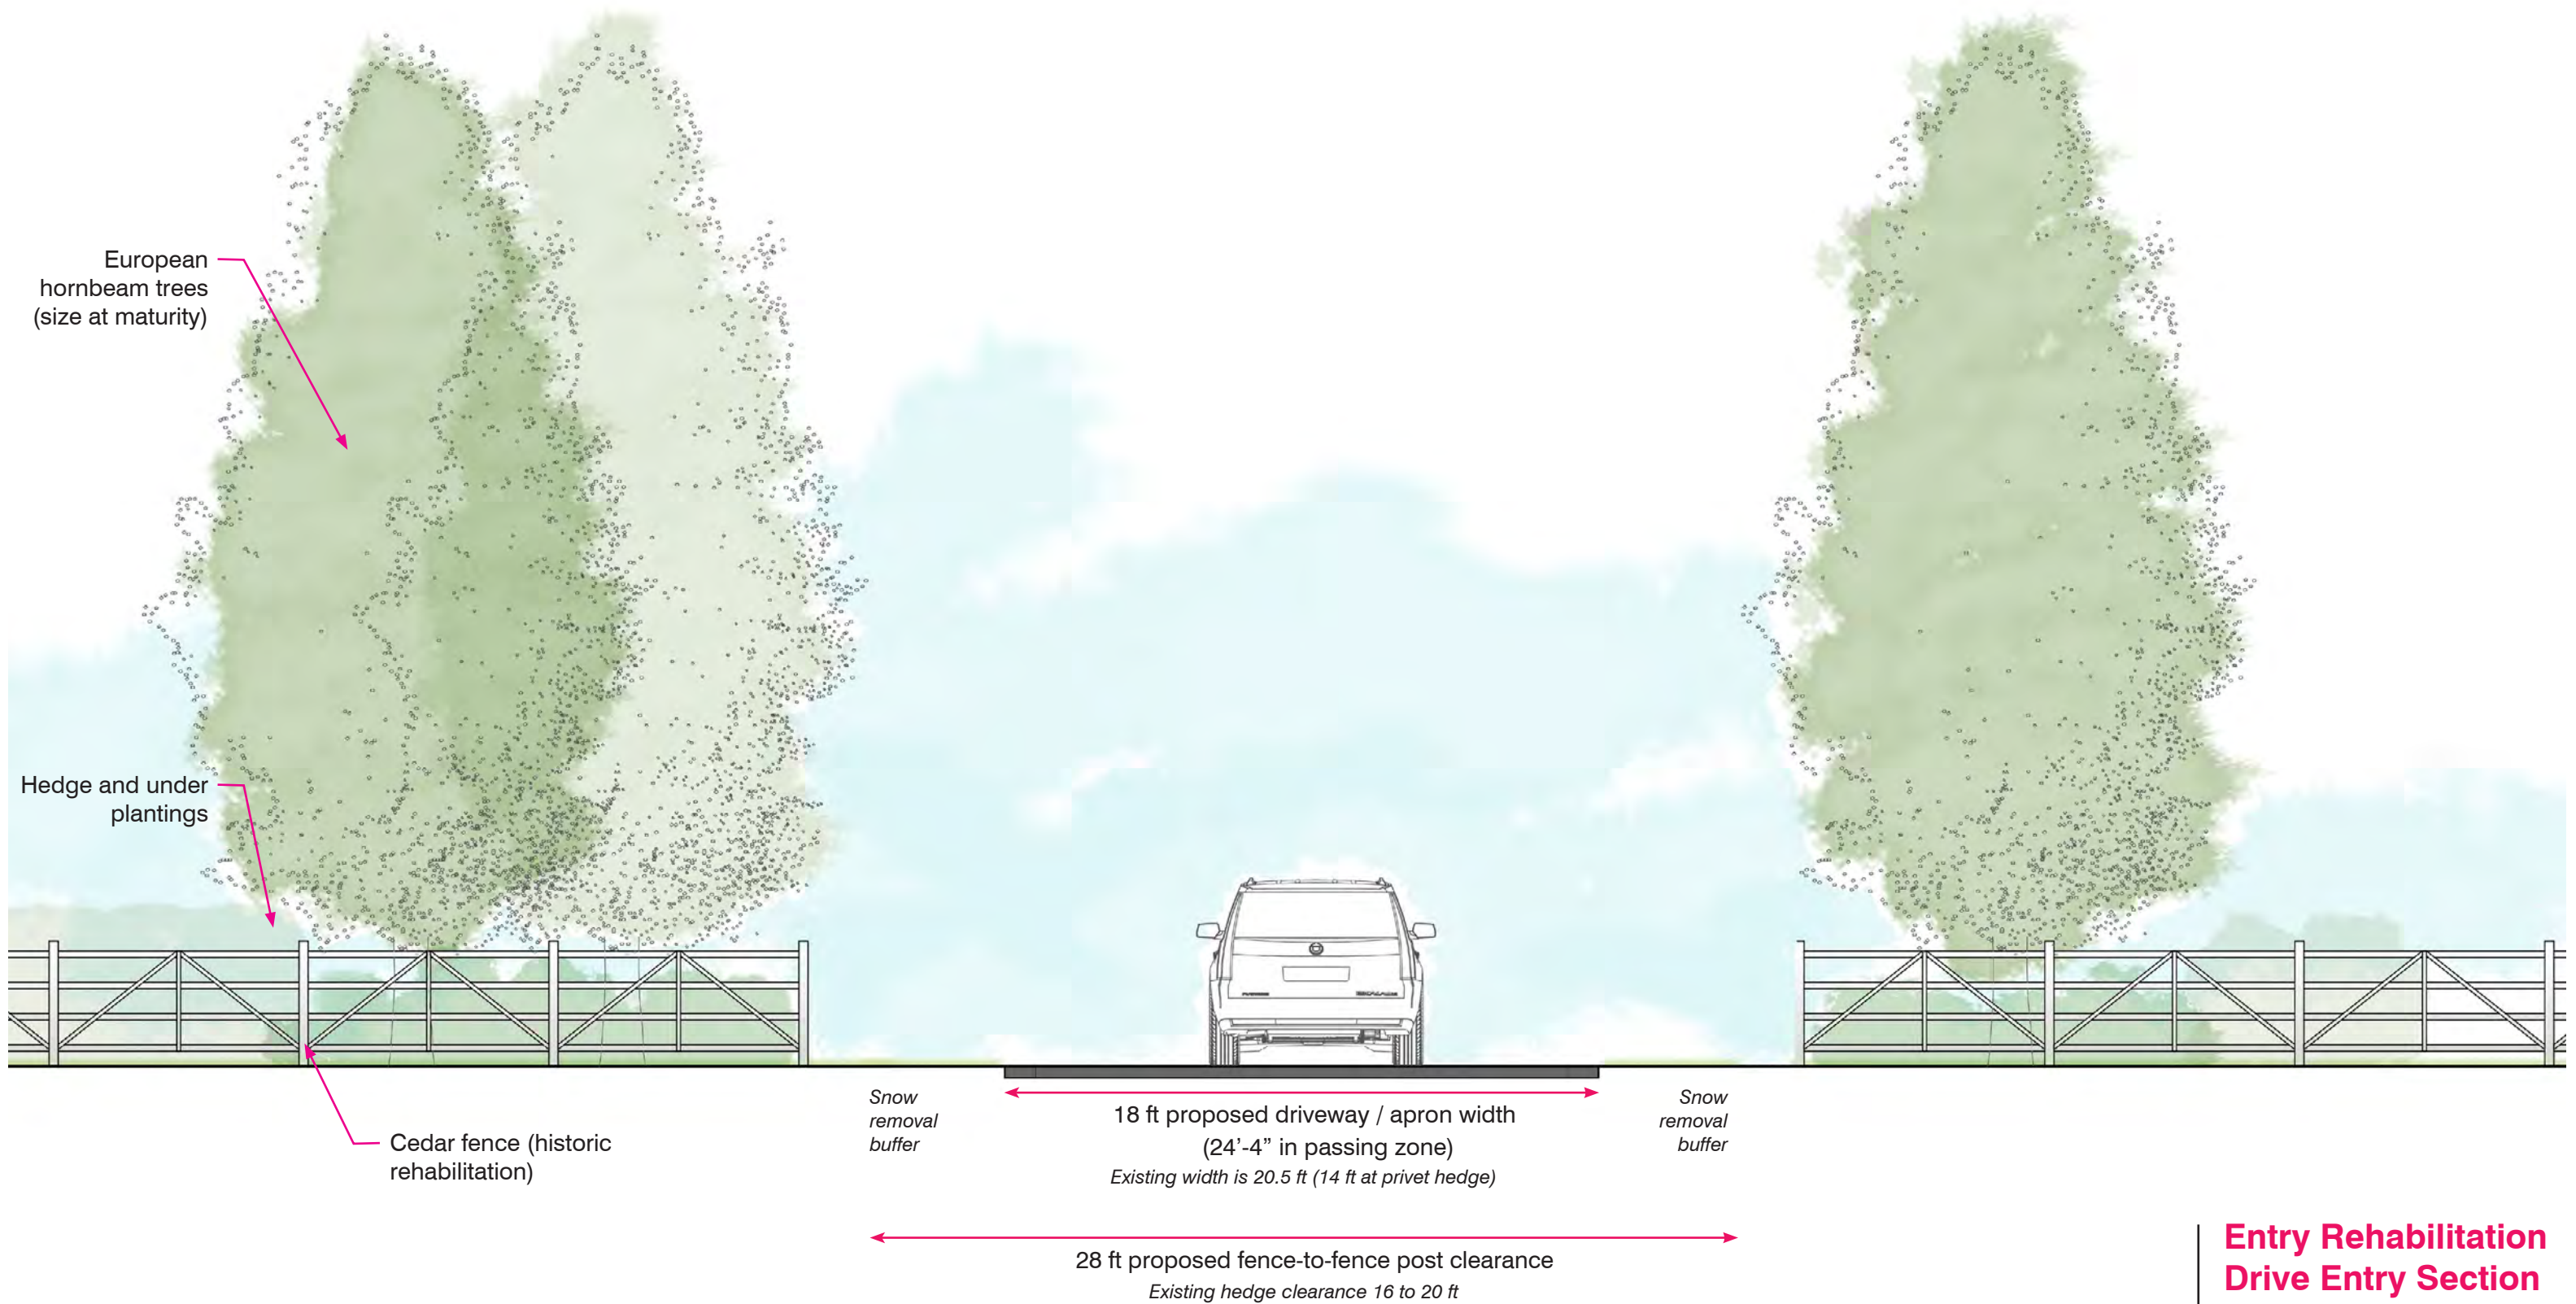 European
hornbeam trees
(size at maturity)
Hedge and under
plantings
Cedar fence (historic
rehabilitation)
Snow
removal
buffer
18 ft proposed driveway / apron width
(24’-4” in passing zone)
Existing width is 20.5 ft (14 ft at privet hedge)
Snow
removal
buffer
28 ft proposed fence-to-fence post clearance
Existing hedge clearance 16 to 20 ft
Entry Rehabilitation
Drive Entry Section